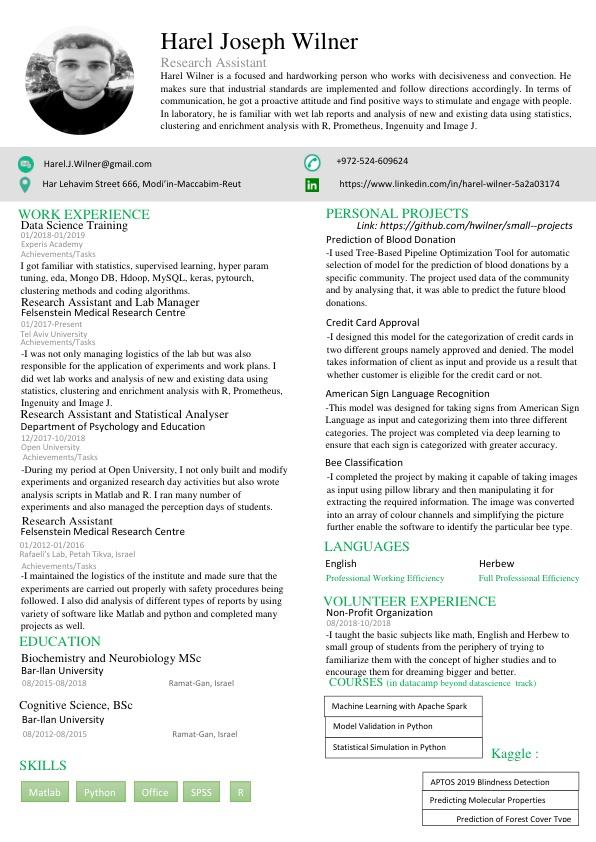 Harel Joseph Wilner
Research Assistant
Harel Wilner is a focused and hardworking person who works with decisiveness and convection. He
makes sure that industrial standards are implemented and follow directions accordingly. In terms of
communication, he got a proactive attitude and find positive ways to stimulate and engage with people.
In laboratory, he is familiar with wet lab reports and analysis of new and existing data using statistics,
clustering and enrichment analysis with R, Prometheus, Ingenuity and Image J.
Harel.J.Wilner@gmail.com
+972-524-609624
Har Lehavim Street 666, Modi'in-Maccabim-Reut
https://www.linkedin.com/in/harel-wilner-5a2a03174
WORK EXPERIENCE
Data Science Training
01/2018-01/2019
Experis Academy
Achievements/Tasks
I got familiar with statistics, supervised learning, hyper param
tuning, eda, Mongo DB, Hdoop, MySQL, keras, pytourch,
clustering methods and coding algorithms.
Research Assistant and Lab Manager
Felsenstein Medical Research Centre
01/2017-Present
Tel Aviv University
Achievements/Tasks
-I was not only managing logistics of the lab but was also
responsible for the application of experiments and work plans. I
did wet lab works and analysis of new and existing data using
statistics, clustering and enrichment analysis with R, Prometheus,
Ingenuity and Image J.
Research Assistant and Statistical Analyser
Department of Psychology and Education
12/2017-10/2018
Open University
Achievements/Tasks
-During my period at Open University, I not only built and modify
experiments and organized research day activities but also wrote
analysis scripts in Matlab and R. I ran many number of
experiments and also managed the perception days of students.
Research Assistant
Felsenstein Medical Research Centre
01/2012-01/2016
Rafaeli's Lab, Petah Tikva, Israel
Achievements/Tasks
-I maintained the logistics of the institute and made sure that the
experiments are carried out properly with safety procedures being
followed. I also did analysis of different types of reports by using
variety of software like Matlab and python and completed many
projects as well.
EDUCATION
Biochemistry and Neurobiology MSc
Bar-Ilan University
08/2015-08/2018 Ramat-Gan, Israel
Cognitive Science, BSc
Bar-Ilan University
08/2012-08/2015 Ramat-Gan, Israel
SKILLS
Matlab Python Office SPSS R
PERSONAL PROJECTS
Link: https://github.com/hwilner/small--projects
Prediction of Blood Donation
-I used Tree-Based Pipeline Optimization Tool for automatic
selection of model for the prediction of blood donations by a
specific community. The project used data of the community
and by analysing that, it was able to predict the future blood
donations.
Credit Card Approval
-I designed this model for the categorization of credit cards in
two different groups namely approved and denied. The model
takes information of client as input and provide us a result that
whether customer is eligible for the credit card or not.
American Sign Language Recognition
-This model was designed for taking signs from American Sign
Language as input and categorizing them into three different
categories. The project was completed via deep learning to
ensure that each sign is categorized with greater accuracy.
Bee Classification
-I completed the project by making it capable of taking images
as input using pillow library and then manipulating it for
extracting the required information. The image was converted
into an array of colour channels and simplifying the picture
further enable the software to identify the particular bee type.
LANGUAGES
English Herbew
Professional Working Efficiency Full Professional Efficiency
VOLUNTEER EXPERIENCE
Non-Profit Organization
08/2018-10/2018
-I taught the basic subjects like math, English and Herbew to
small group of students from the periphery of trying to
familiarize them with the concept of higher studies and to
encourage them for dreaming bigger and better.
COURSES (in datacamp beyond datascience track)
Machine Learning with Apache Spark
Model Validation in Python
Statistical Simulation in Python
Kaggle :
APTOS 2019 Blindness Detection
Predicting Molecular Properties
Prediction of Forest Cover Type